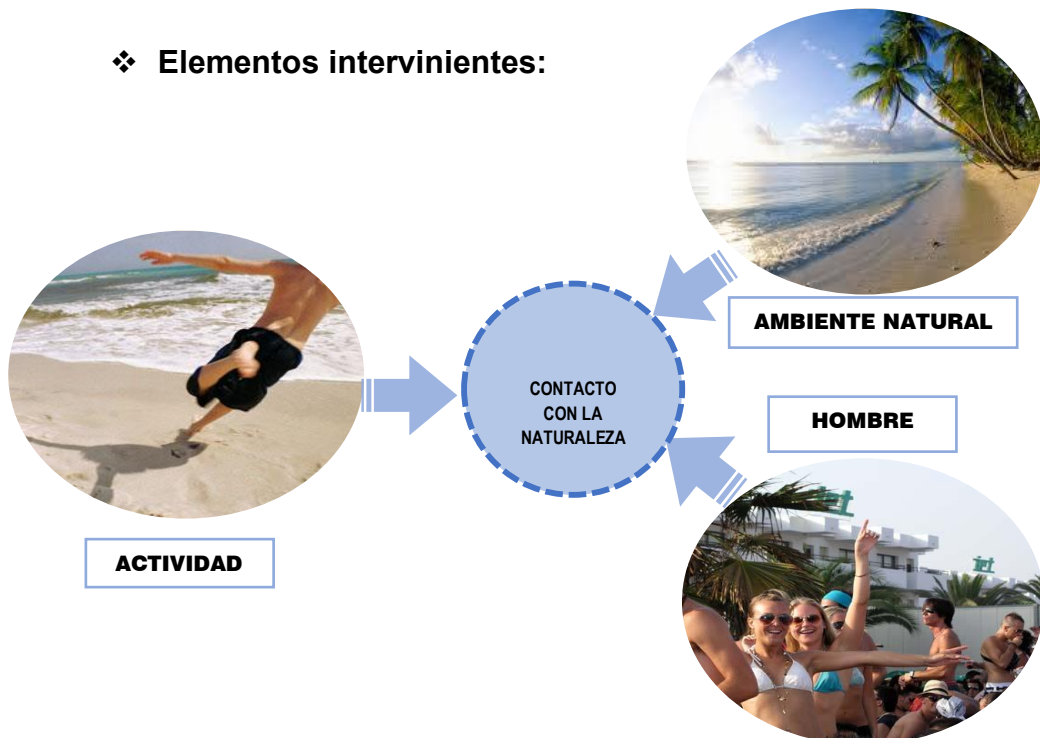 ❖ Elementos intervinientes:
AMBIENTE NATURAL
CONTACTO
CON LA
NATURALEZA
HOMBRE
ACTIVIDAD